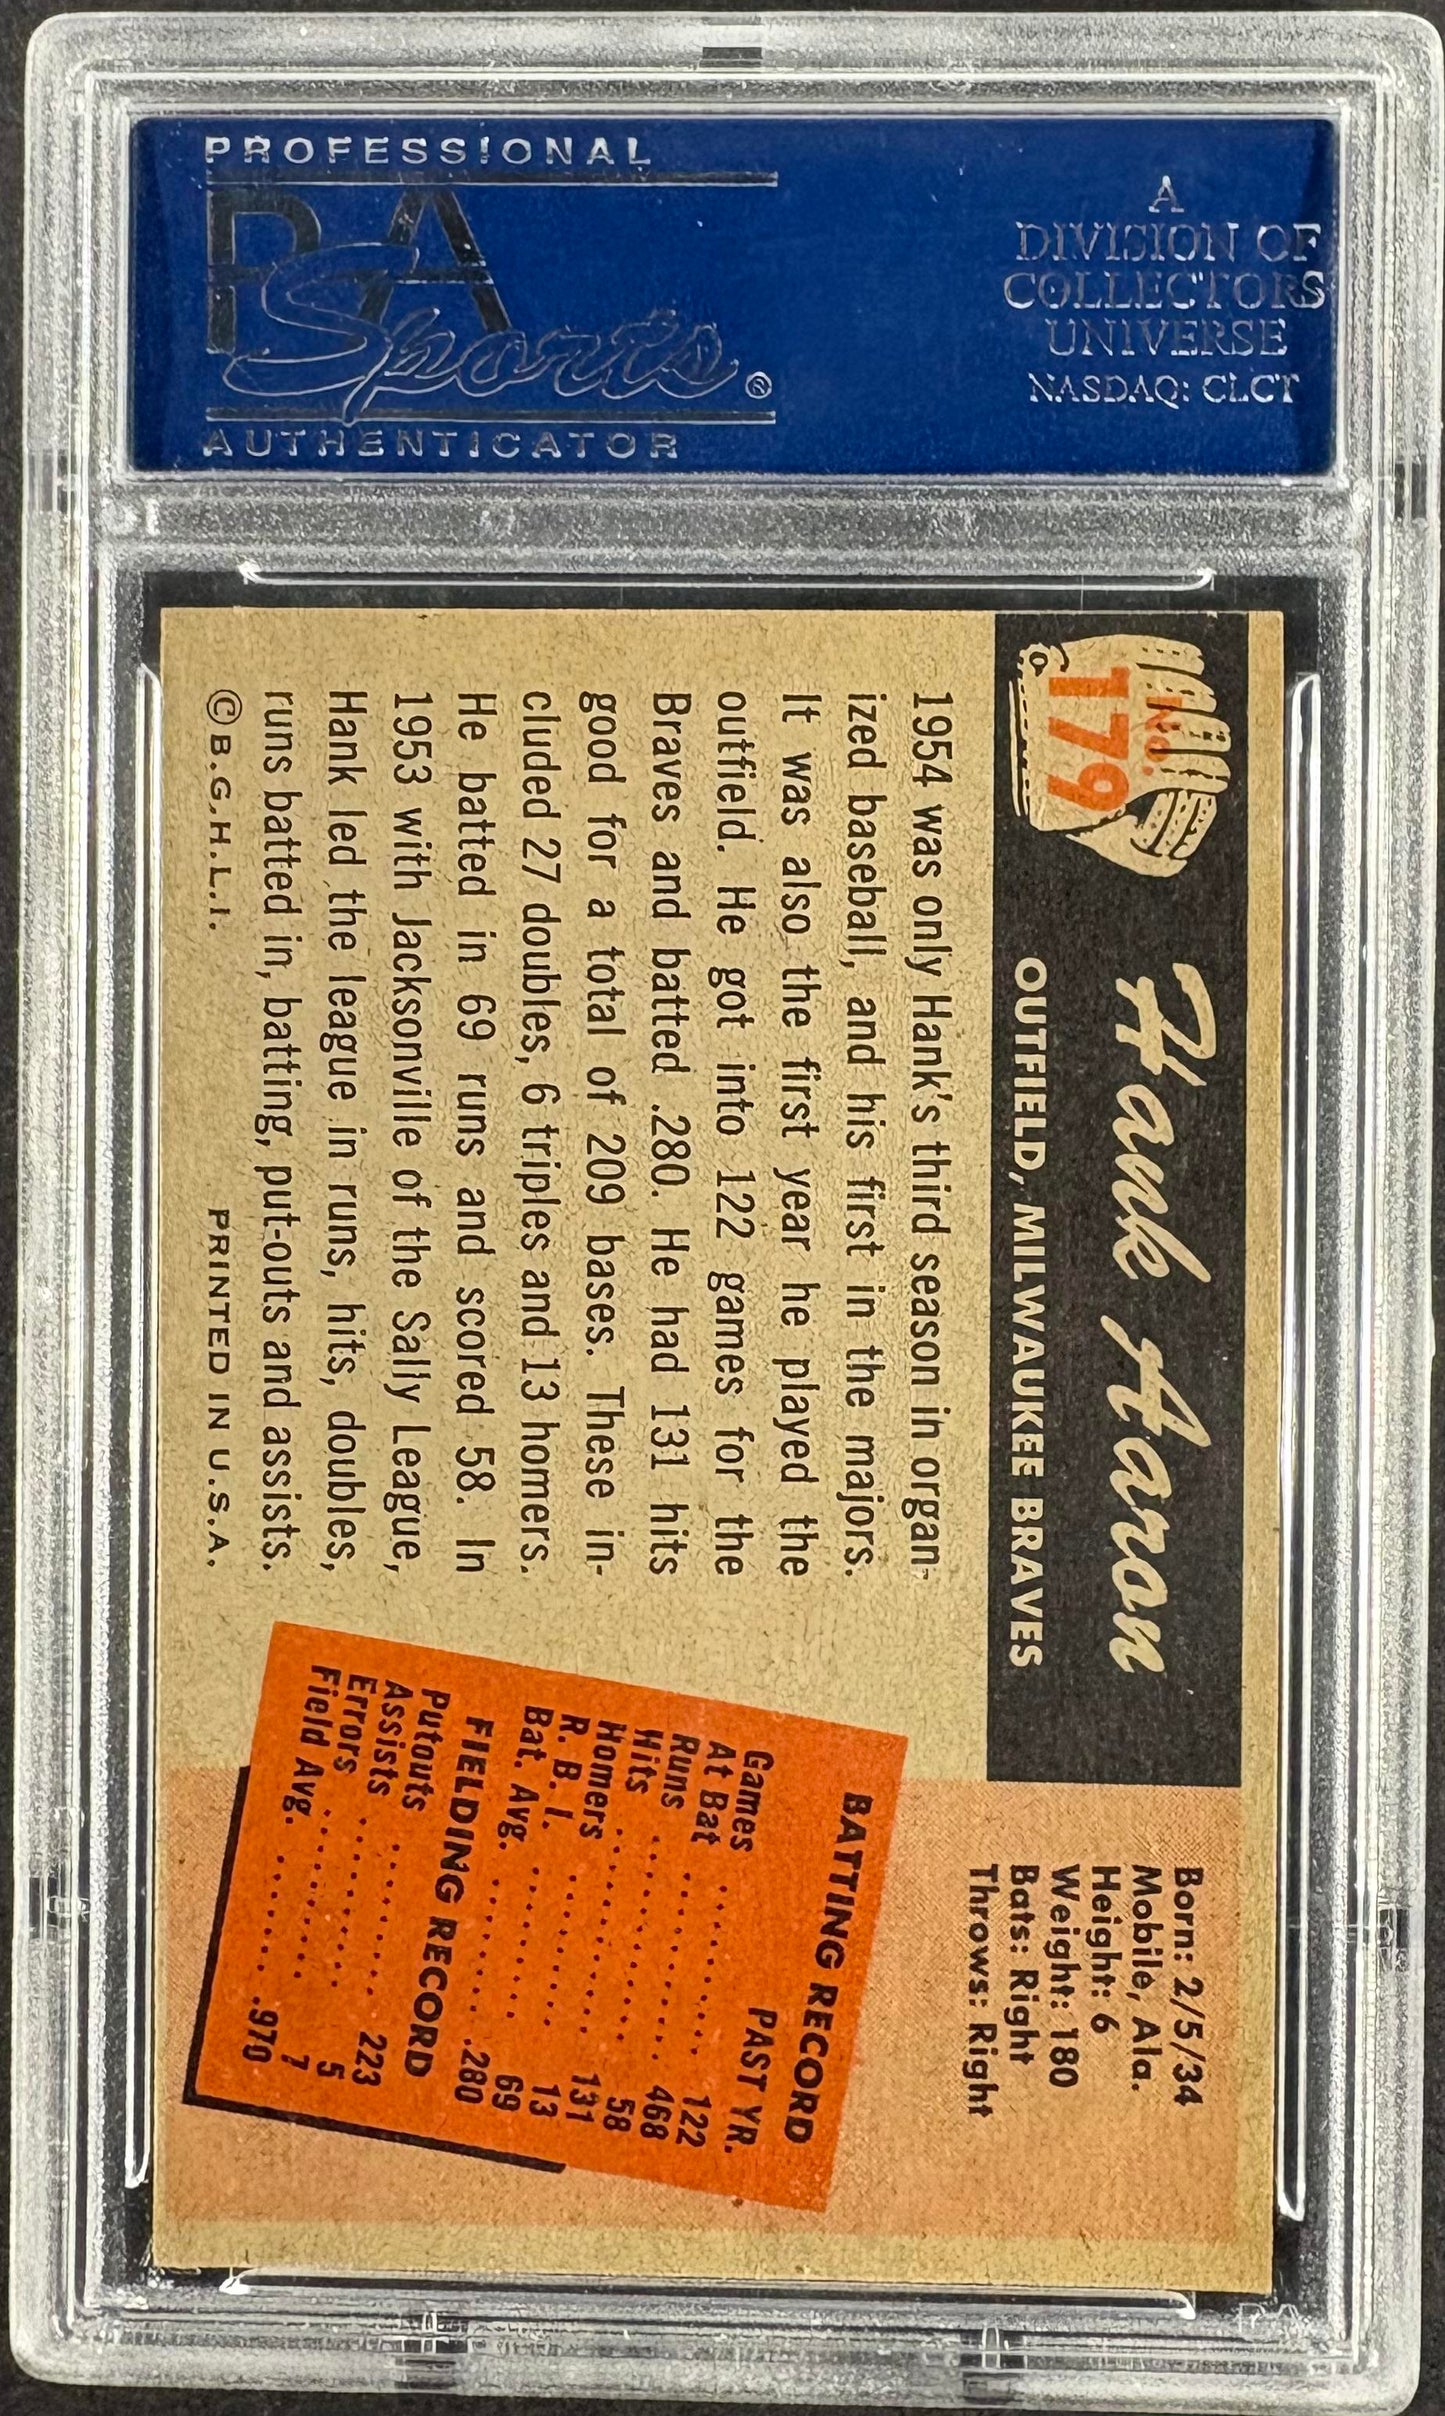 PROFESSIONAL
PSA
Sports®
AUTHENTICATOR
A
DIVISION OF
COLLECTORS
UNIVERSE
NASDAQ: CLCT
No.
179
Hank Aaron
OUTFIELD, MILWAUKEE BRAVES
1954 was only Hank's third season in organ-
ized baseball, and his first in the majors.
It was also the first year he played the
outfield. He got into 122 games for the
Braves and batted .280. He had 131 hits
good for a total of 209 bases. These in-
cluded 27 doubles, 6 triples and 13 homers.
He batted in 69 runs and scored 58. In
1953 with Jacksonville of the Sally League,
Hank led the league in runs, hits, doubles,
runs batted in, batting, put-outs and assists.
© B.G.H.L.I. PRINTED IN U.S.A.
Born: 2/5/34
Mobile, Ala.
Height: 6
Weight: 180
Bats: Right
Throws: Right
BATTING RECORD
PAST YR.
Games ......... 122
At Bat ......... 468
Runs ......... 58
Hits ......... 131
Homers ......... 13
R. B. I. ......... 69
Bat. Avg. ......... .280
FIELDING RECORD
Putouts ......... 223
Assists ......... 5
Errors ......... 7
Field Avg. ......... .970